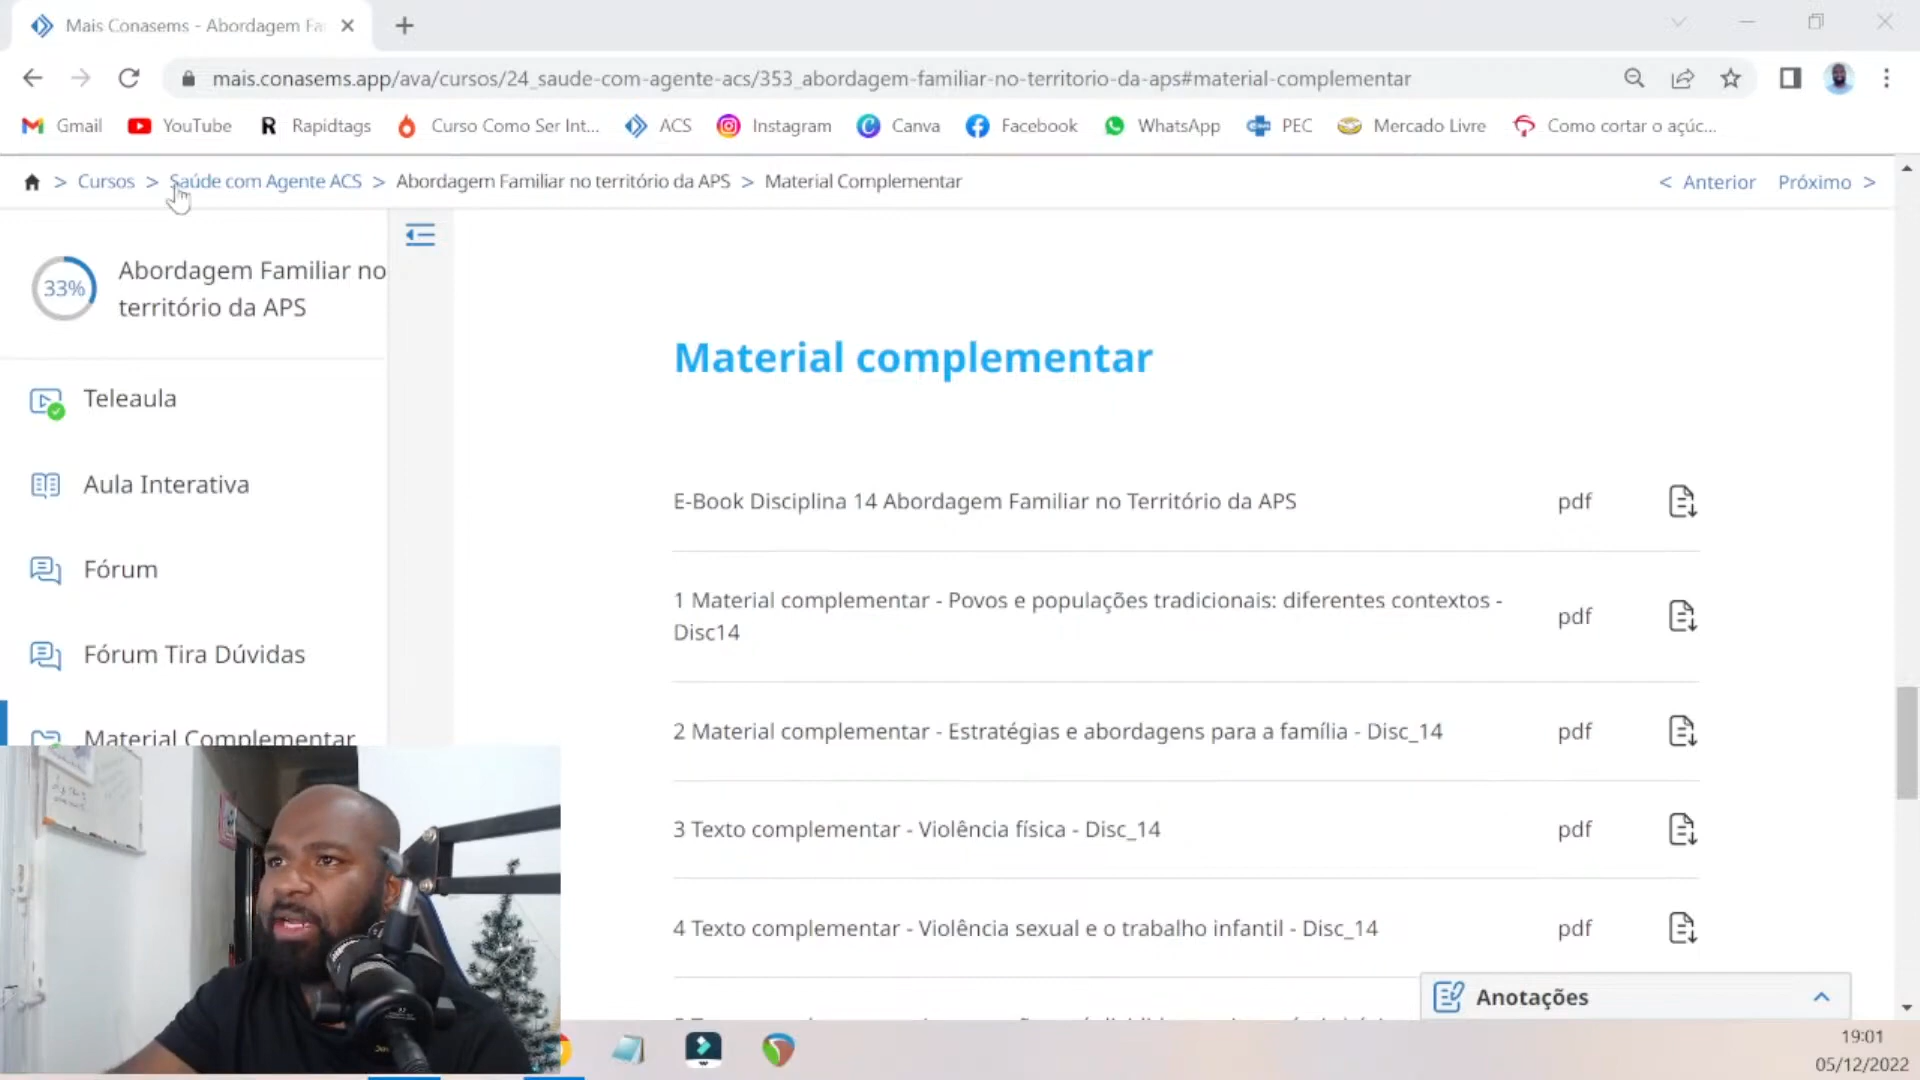 Mais Conasems - Abordagem Fa
mais.conasems.app/ava/cursos/24_saude-com-agente-acs/353_abordagem-familiar-no-territorio-da-aps#material-complementar
Gmail
YouTube
Rapidtags
Curso Como Ser Int...
ACS
Instagram
Canva
Facebook
WhatsApp
PEC
Mercado Livre
Como cortar o açúc...
> Cursos > Saúde com Agente ACS > Abordagem Familiar no território da APS > Material Complementar
< Anterior Próximo >
33%
Abordagem Familiar no
território da APS
Teleaula
Aula Interativa
Fórum
Fórum Tira Dúvidas
Material Complementar
Material complementar
E-Book Disciplina 14 Abordagem Familiar no Território da APS pdf
1 Material complementar - Povos e populações tradicionais: diferentes contextos -
Disc14
pdf
2 Material complementar - Estratégias e abordagens para a família - Disc_14 pdf
3 Texto complementar - Violência física - Disc_14 pdf
4 Texto complementar - Violência sexual e o trabalho infantil - Disc_14 pdf
Anotações
19:01
05/12/2022